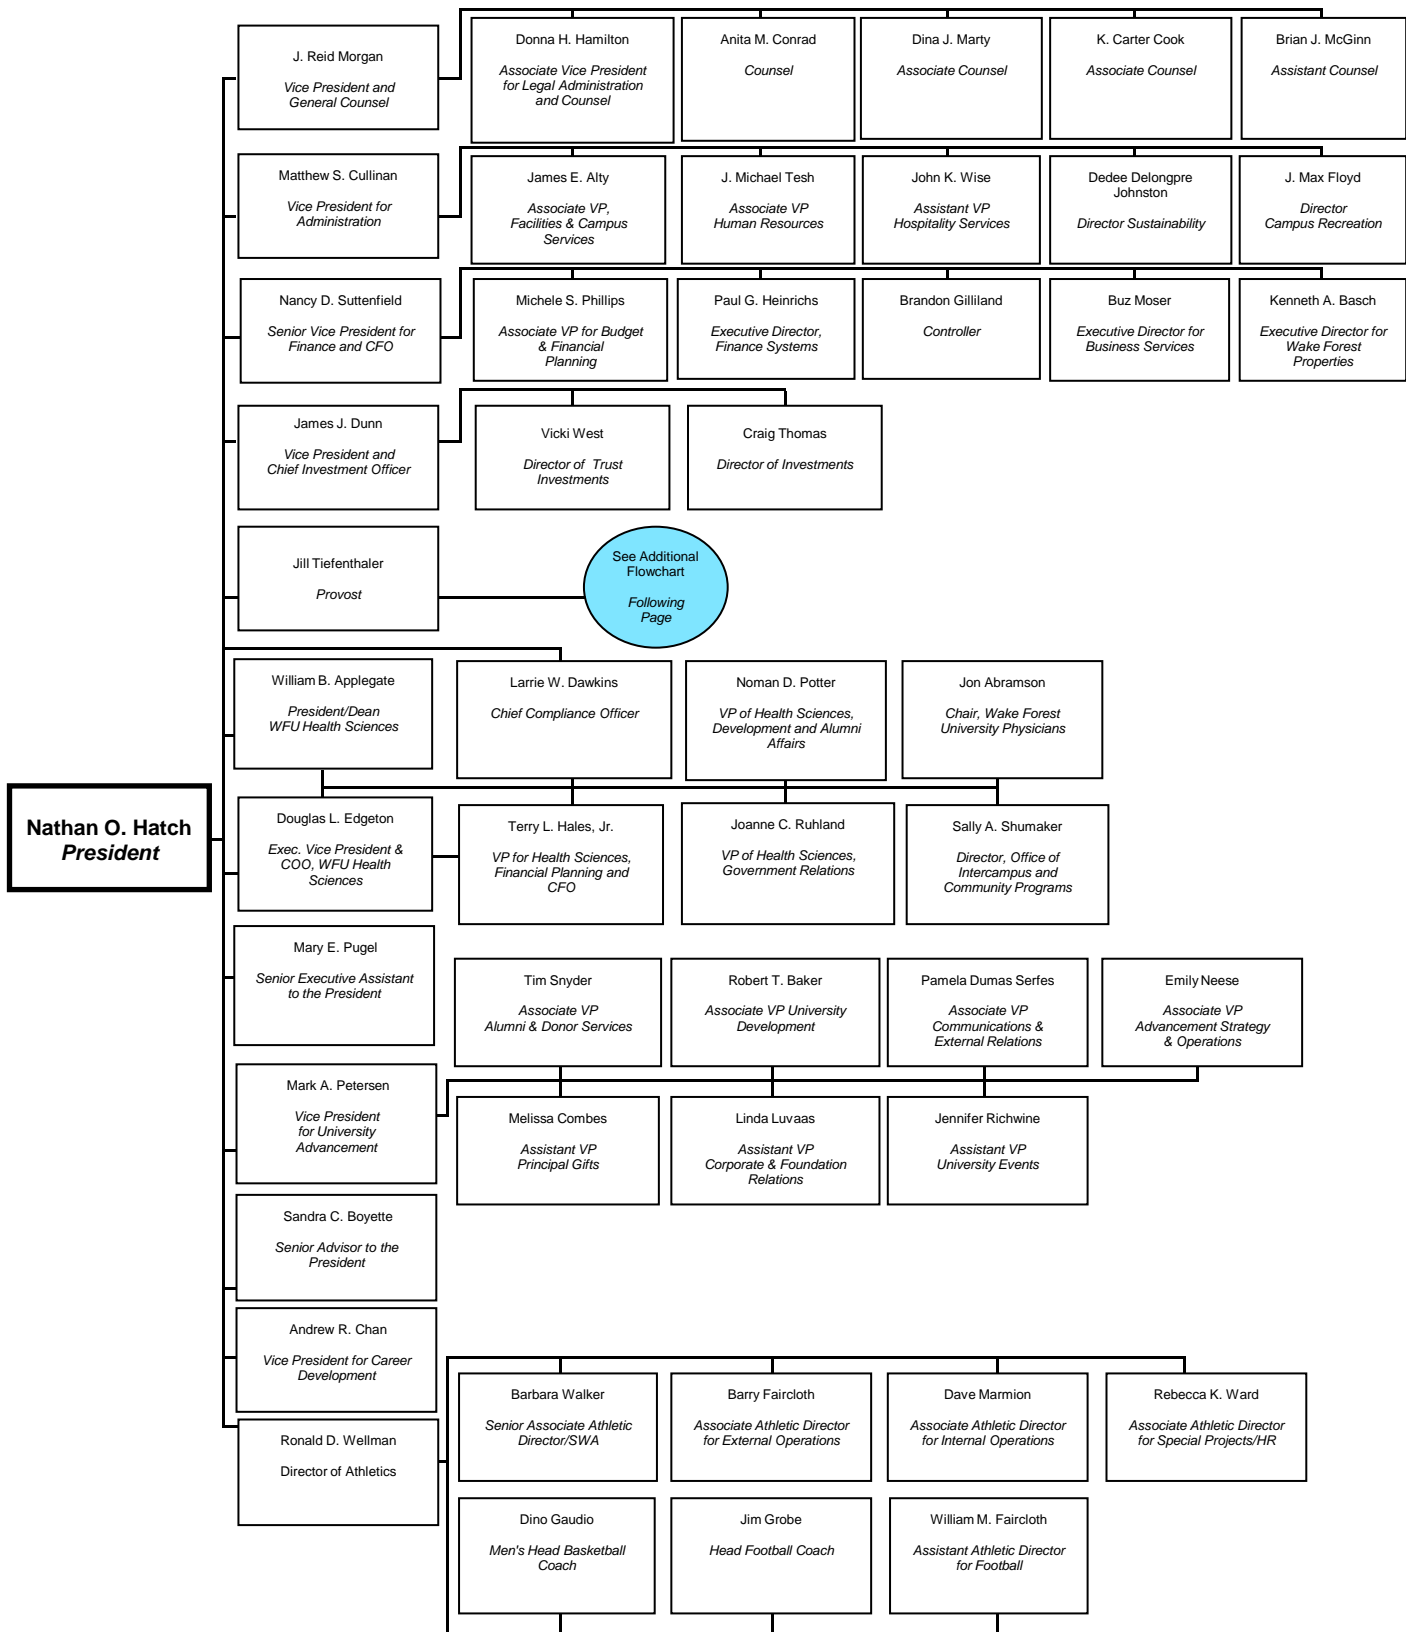 J. Reid Morgan
Vice President and
General Counsel
Donna H. Hamilton
Associate Vice President
for Legal Administration
and Counsel
Anita M. Conrad
Counsel
Dina J. Marty
Associate Counsel
K. Carter Cook
Associate Counsel
Brian J. McGinn
Assistant Counsel
Matthew S. Cullinan
Vice President for
Administration
James E. Alty
Associate VP,
Facilities & Campus
Services
J. Michael Tesh
Associate VP
Human Resources
John K. Wise
Assistant VP
Hospitality Services
Dedee Delongpre
Johnston
Director Sustainability
J. Max Floyd
Director
Campus Recreation
Nancy D. Suttenfield
Senior Vice President for
Finance and CFO
Michele S. Phillips
Associate VP for Budget
& Financial
Planning
Paul G. Heinrichs
Executive Director,
Finance Systems
Brandon Gilliland
Controller
Buz Moser
Executive Director for
Business Services
Kenneth A. Basch
Executive Director for
Wake Forest
Properties
James J. Dunn
Vice President and
Chief Investment Officer
Vicki West
Director of Trust
Investments
Craig Thomas
Director of Investments
Jill Tiefenthaler
Provost
See Additional
Flowchart
Following
Page
William B. Applegate
President/Dean
WFU Health Sciences
Larrie W. Dawkins
Chief Compliance Officer
Noman D. Potter
VP of Health Sciences,
Development and Alumni
Affairs
Jon Abramson
Chair, Wake Forest
University Physicians
Nathan O. Hatch
President
Douglas L. Edgeton
Exec. Vice President &
COO, WFU Health
Sciences
Terry L. Hales, Jr.
VP for Health Sciences,
Financial Planning and
CFO
Joanne C. Ruhland
VP of Health Sciences,
Government Relations
Sally A. Shumaker
Director, Office of
Intercampus and
Community Programs
Mary E. Pugel
Senior Executive Assistant
to the President
Tim Snyder
Associate VP
Alumni & Donor Services
Robert T. Baker
Associate VP University
Development
Pamela Dumas Serfes
Associate VP
Communications &
External Relations
Emily Neese
Associate VP
Advancement Strategy
& Operations
Mark A. Petersen
Vice President
for University
Advancement
Melissa Combes
Assistant VP
Principal Gifts
Linda Luvaas
Assistant VP
Corporate & Foundation
Relations
Jennifer Richwine
Assistant VP
University Events
Sandra C. Boyette
Senior Advisor to the
President
Andrew R. Chan
Vice President for Career
Development
Ronald D. Wellman
Director of Athletics
Barbara Walker
Senior Associate Athletic
Director/SWA
Barry Faircloth
Associate Athletic Director
for External Operations
Dave Marmion
Associate Athletic Director
for Internal Operations
Rebecca K. Ward
Associate Athletic Director
for Special Projects/HR
Dino Gaudio
Men's Head Basketball
Coach
Jim Grobe
Head Football Coach
William M. Faircloth
Assistant Athletic Director
for Football